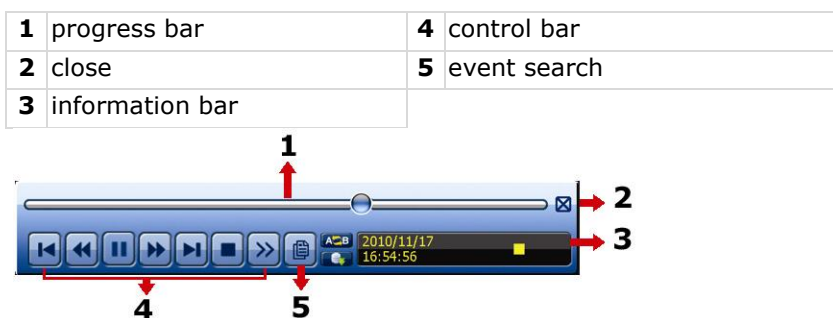 1 progress bar 4 control bar
2 close 5 event search
3 information bar
1
2
A B 2010/11/17
16:54:56
3
4 5